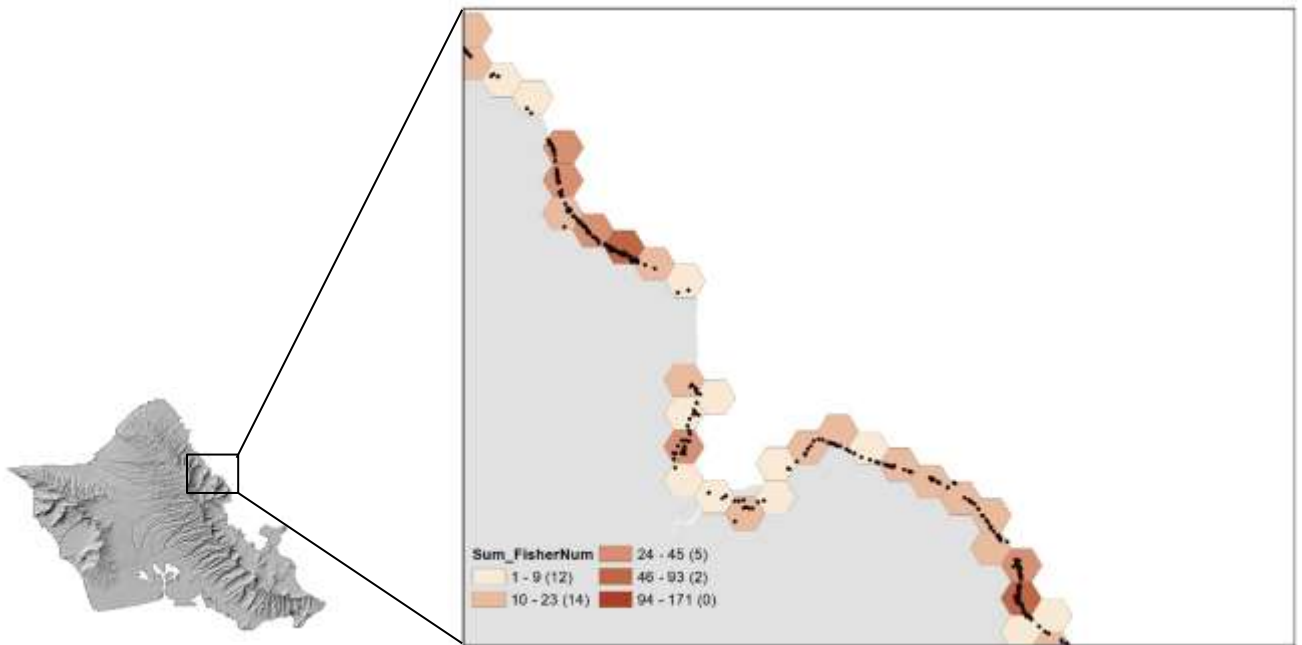 Sum_FisherNum
1 - 9 (12)
10 - 23 (14)
24 - 45 (5)
46 - 93 (2)
94 - 171 (0)